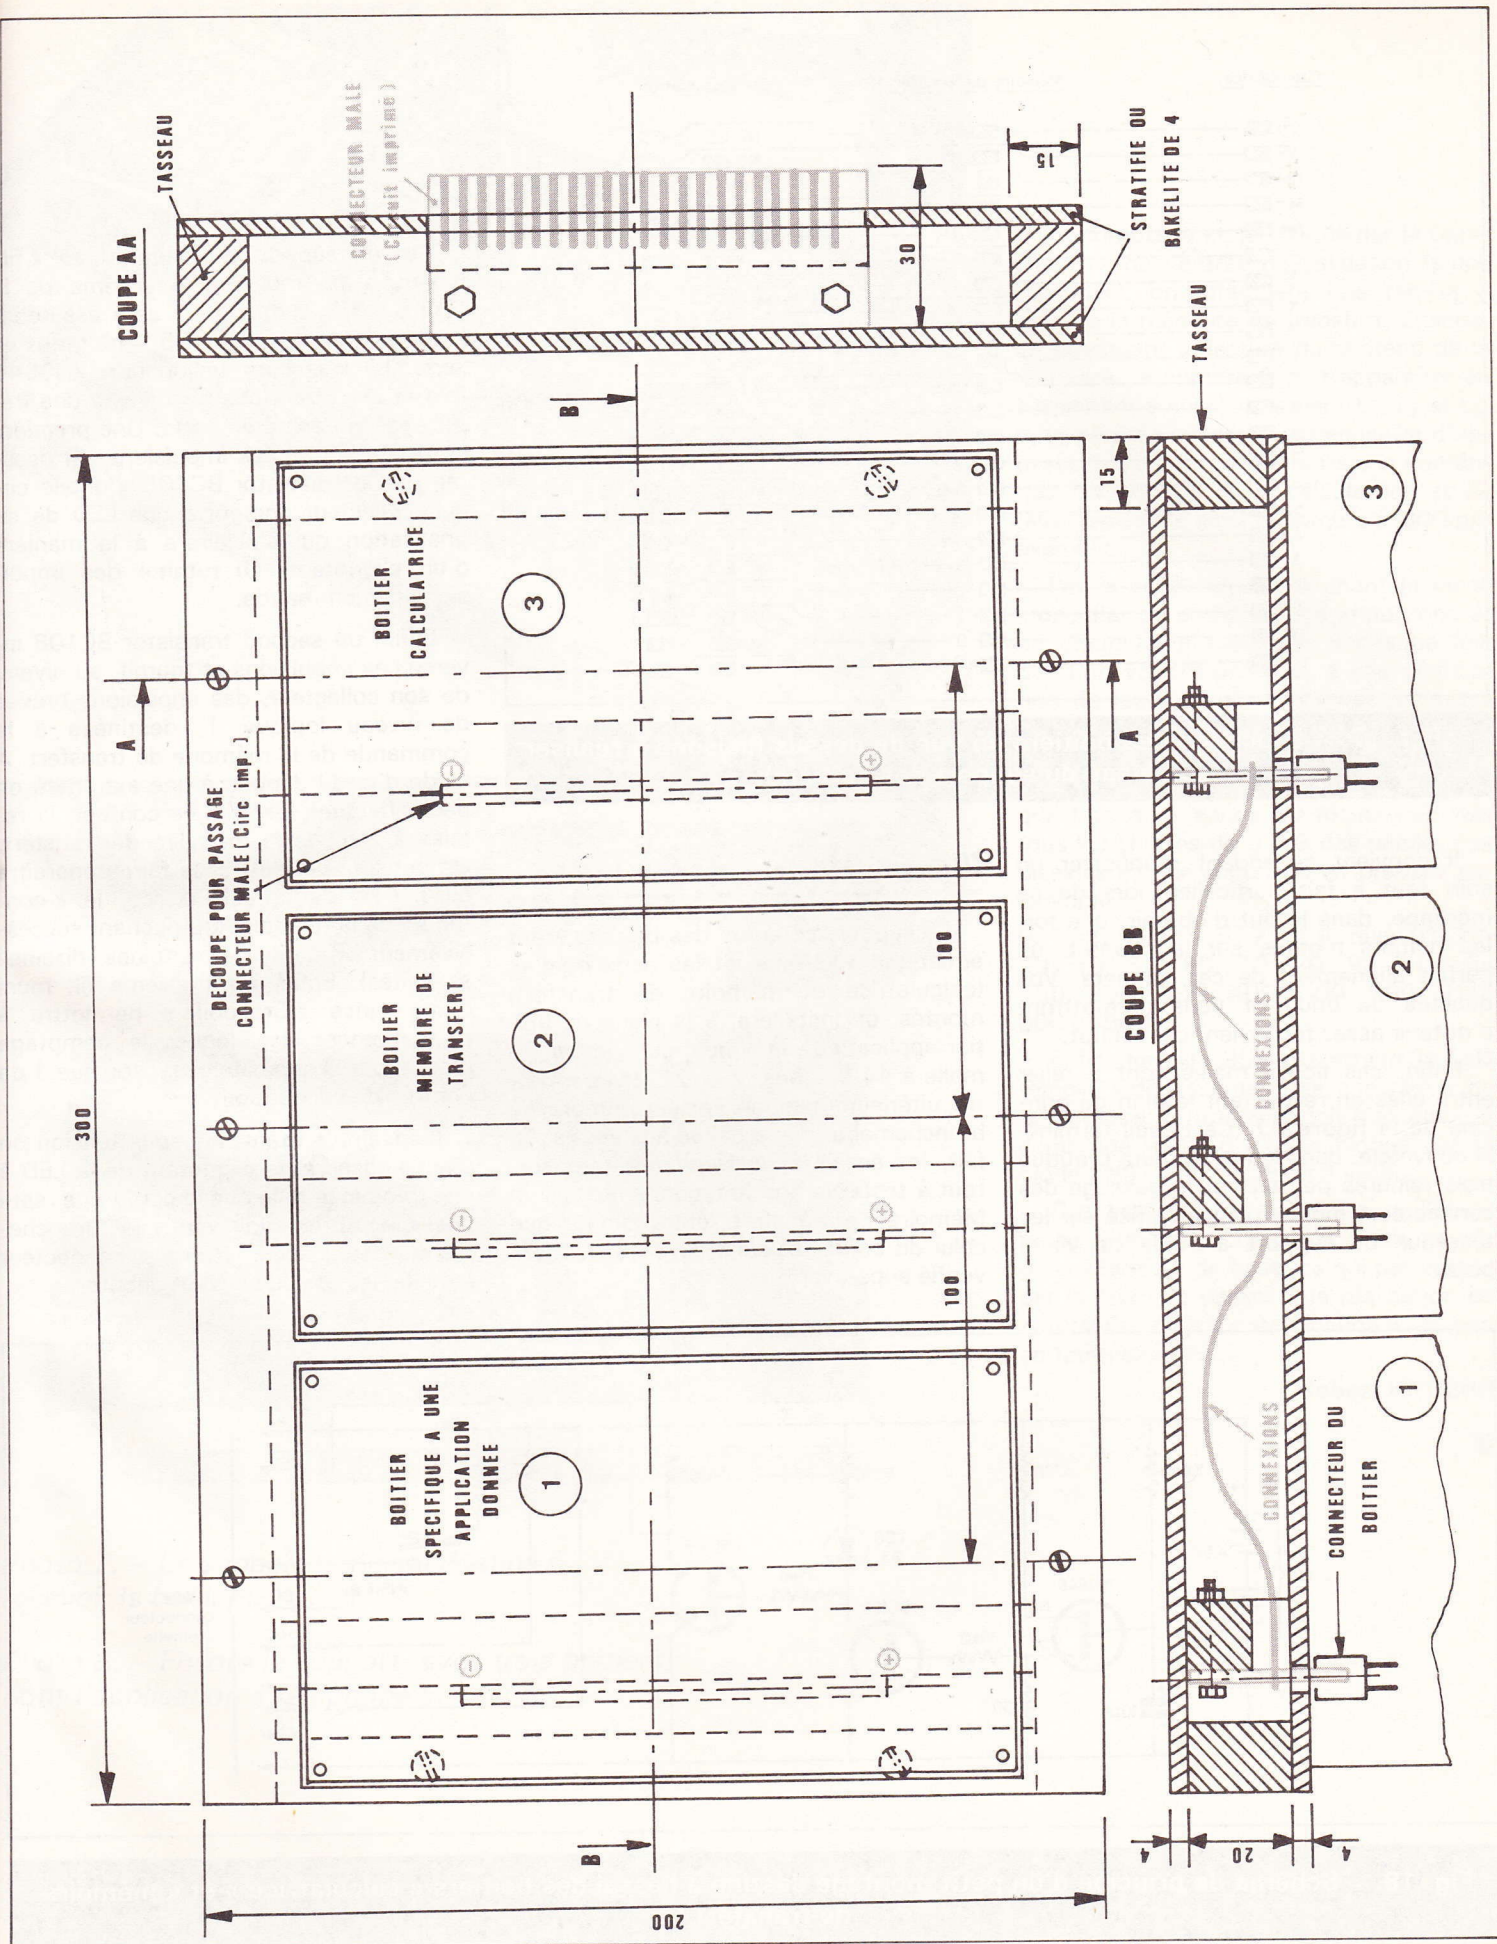 COUPE AA
TASSEAU
CONNECTEUR MALE
(Circuit imprimé)
15
30
STRATIFIE OU
BAKELITE DE 4
300
A
B
DECOUPE POUR PASSAGE
CONNECTEUR MALE (Circ imp)
BOITIER
CALCULATRICE
3
BOITIER
MEMOIRE DE
TRANSFERT
2
BOITIER
SPECIFIQUE A UNE
APPLICATION
DONNEE
1
−
+
−
+
−
+
100
100
A
B
200
COUPE BB
TASSEAU
15
CONNEXIONS
CONNEXIONS
CONNECTEUR DU
BOITIER
1
2
3
4
20
4